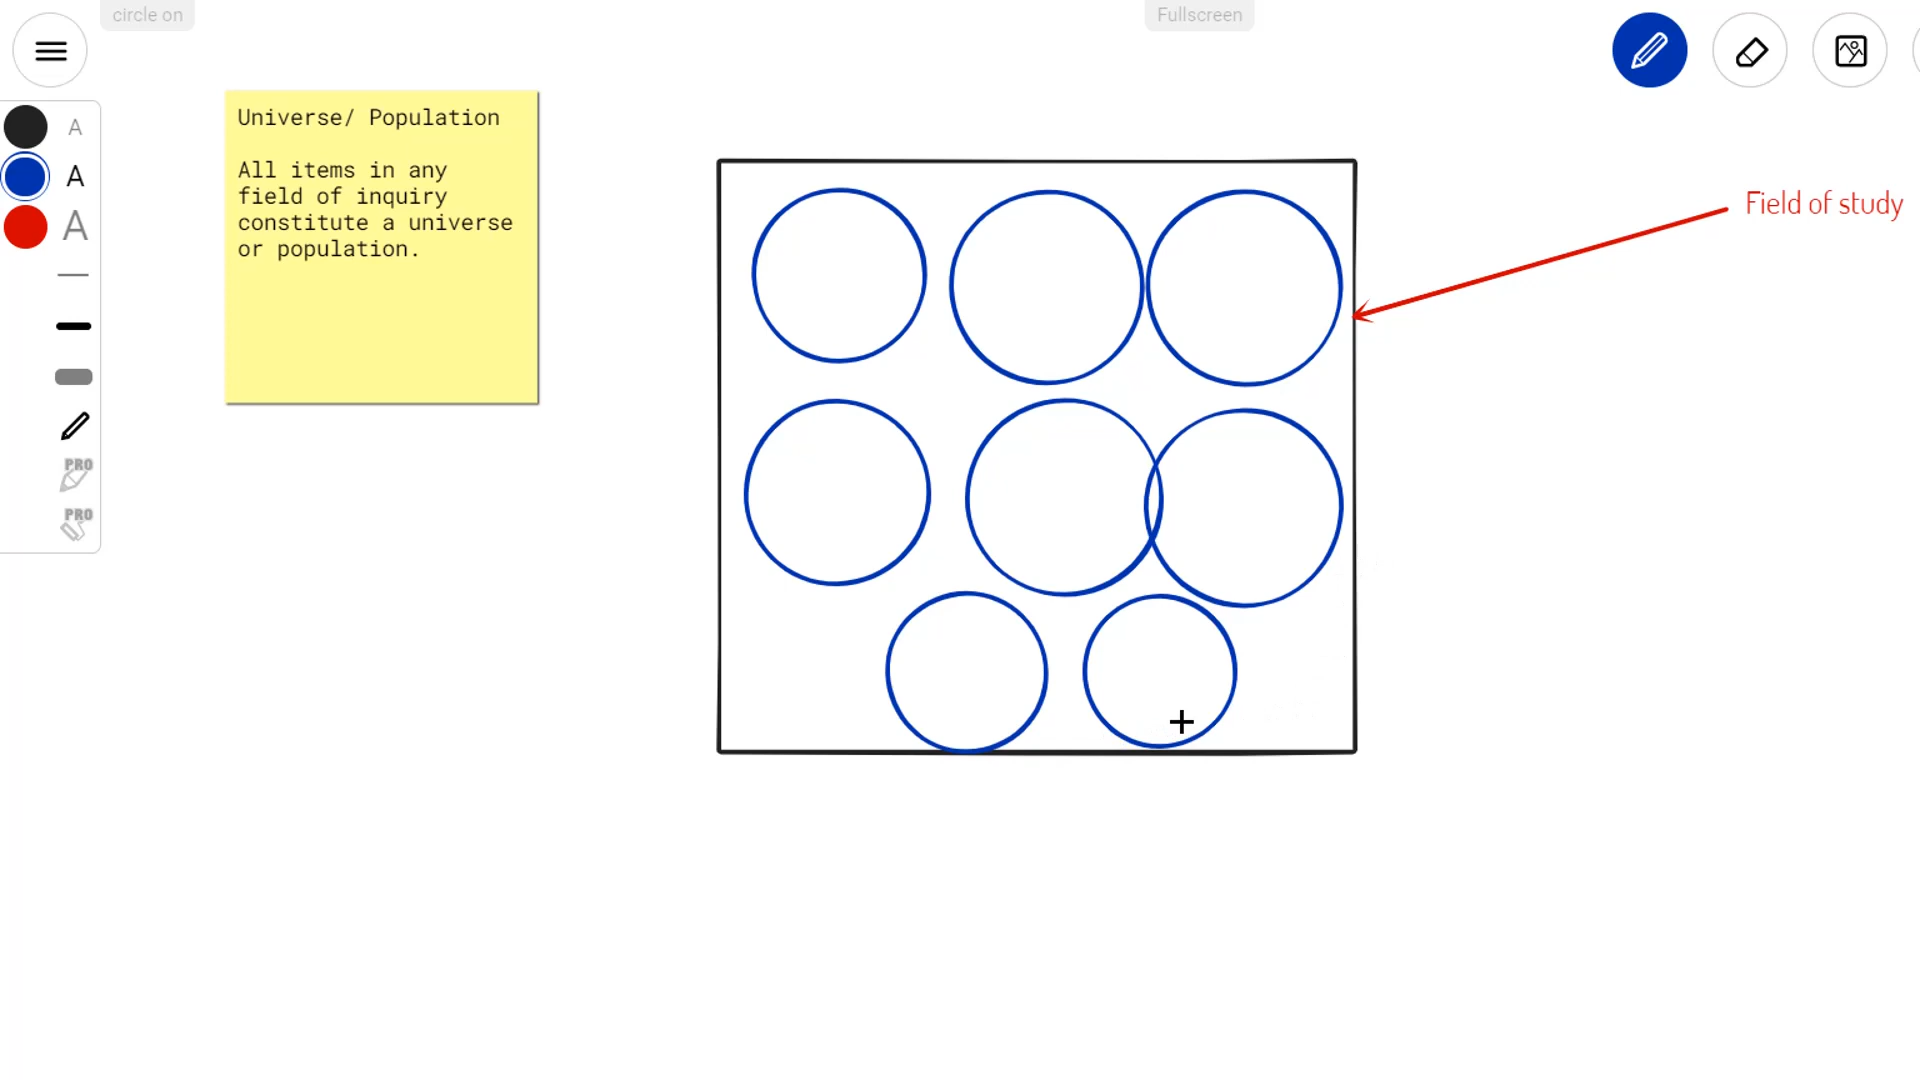 circle on
Fullscreen
A
A
A
PRO
PRO
Universe/ Population
All items in any
field of inquiry
constitute a universe
or population.
Field of study